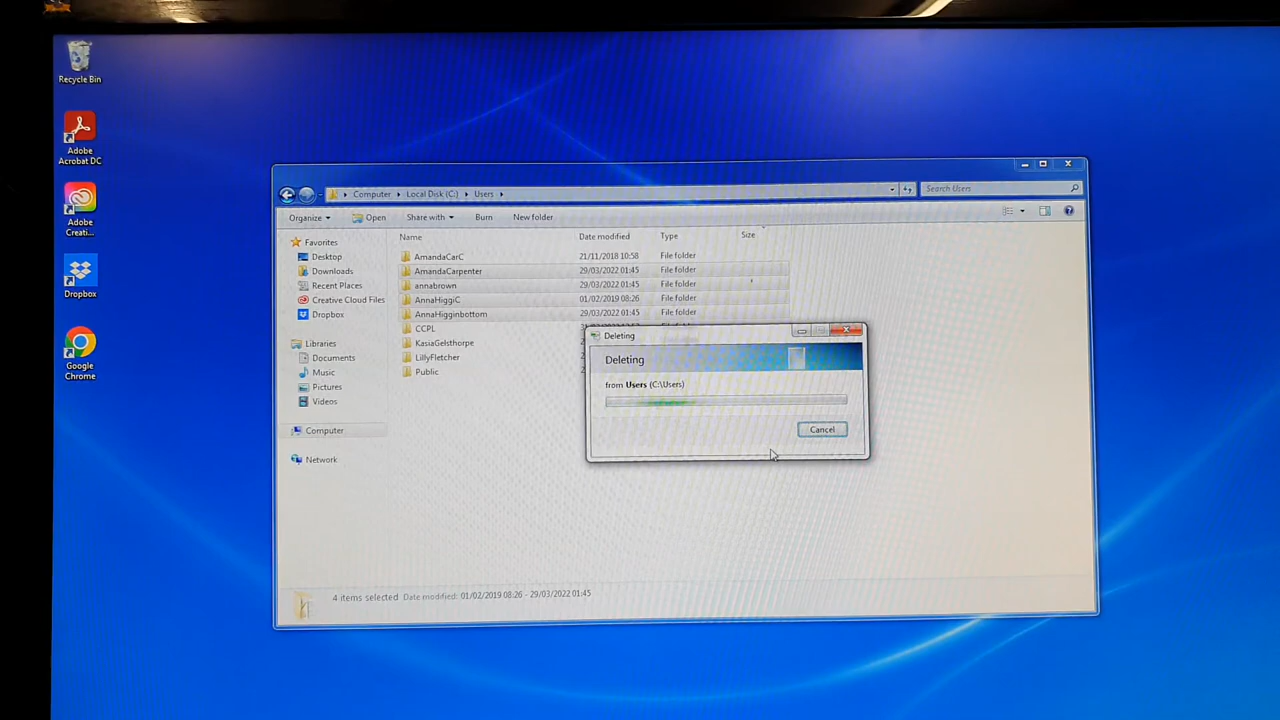 Recycle Bin
Adobe
Acrobat DC
Adobe
Creati...
Dropbox
Google
Chrome
Computer Local Disk (C:) Users
Search Users
Organize Open Share with Burn New folder
Favorites
Desktop
Downloads
Recent Places
Creative Cloud Files
Dropbox
Libraries
Documents
Music
Pictures
Videos
Computer
Network
Name Date modified Type Size
AmandaCarC 21/11/2018 10:58 File folder
AmandaCarpenter 29/03/2022 01:45 File folder
annabrown 29/03/2022 01:45 File folder
AnnaHiggiC 01/02/2019 08:26 File folder
AnnaHigginbottom 29/03/2022 01:45 File folder
CCPL
KasiaGelsthorpe
LillyFletcher
Public
Deleting
Deleting
from Users (C:\Users)
Cancel
4 items selected Date modified: 01/02/2019 08:26 - 29/03/2022 01:45